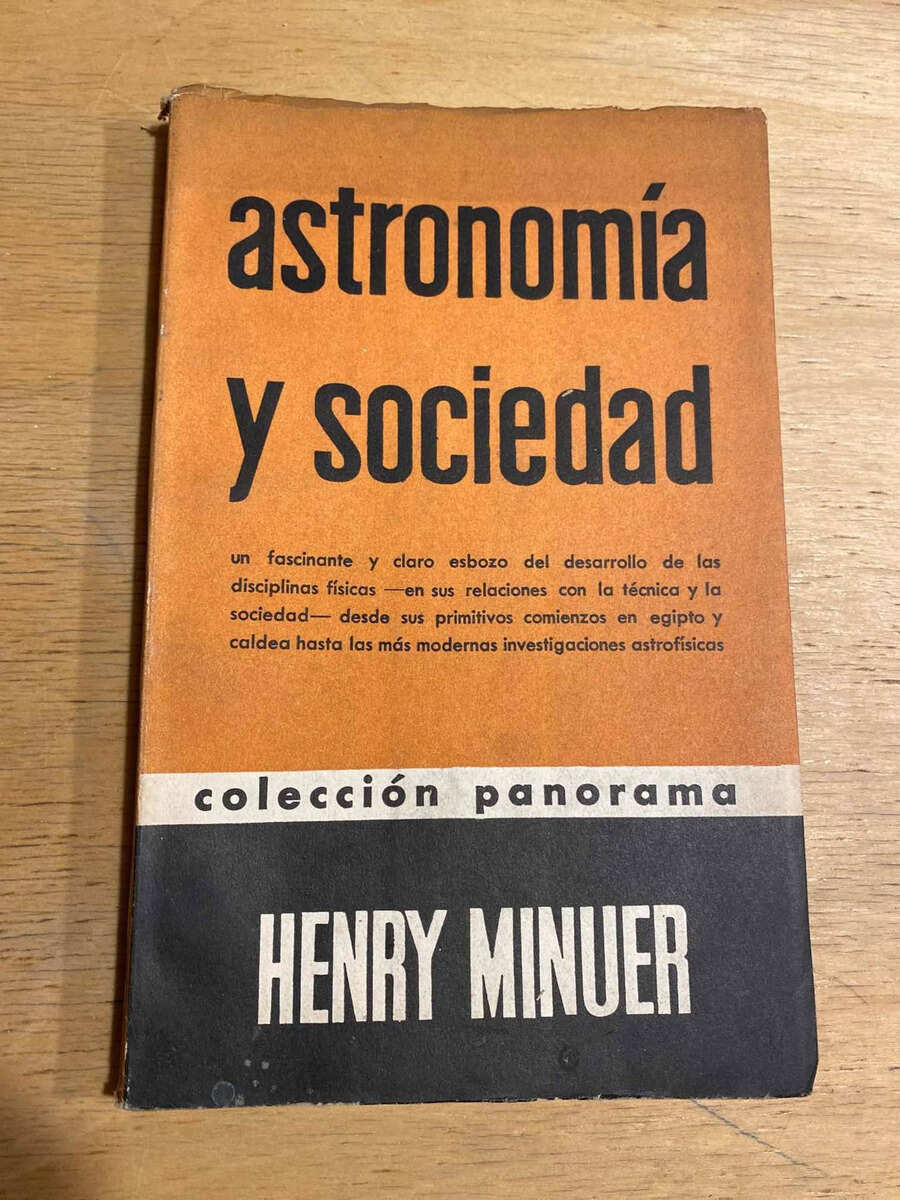 astronomía
y sociedad
un fascinante y claro esbozo del desarrollo de las
disciplinas físicas —en sus relaciones con la técnica y la
sociedad— desde sus primitivos comienzos en egipto y
caldea hasta las más modernas investigaciones astrofísicas
colección panorama
HENRY MINUER